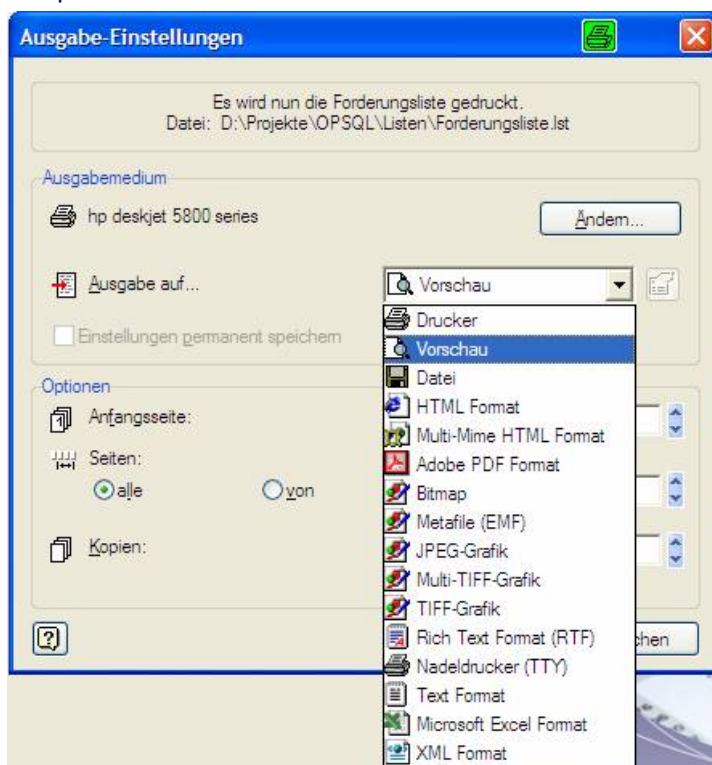 Ausgabe-Einstellungen
Es wird nun die Forderungsliste gedruckt.
Datei: D:\Projekte\OPSQL\Listen\Forderungsliste.lst
Ausgabemedium
hp deskjet 5800 series
Ändern...
Ausgabe auf...
Vorschau
Einstellungen permanent speichern
Drucker
Vorschau
Datei
HTML Format
Multi-Mime HTML Format
Adobe PDF Format
Bitmap
Metafile (EMF)
JPEG-Grafik
Multi-TIFF-Grafik
TIFF-Grafik
Rich Text Format (RTF)
Nadeldrucker (TTY)
Text Format
Microsoft Excel Format
XML Format
Optionen
Anfangsseite:
Seiten:
alle
von
Kopien: